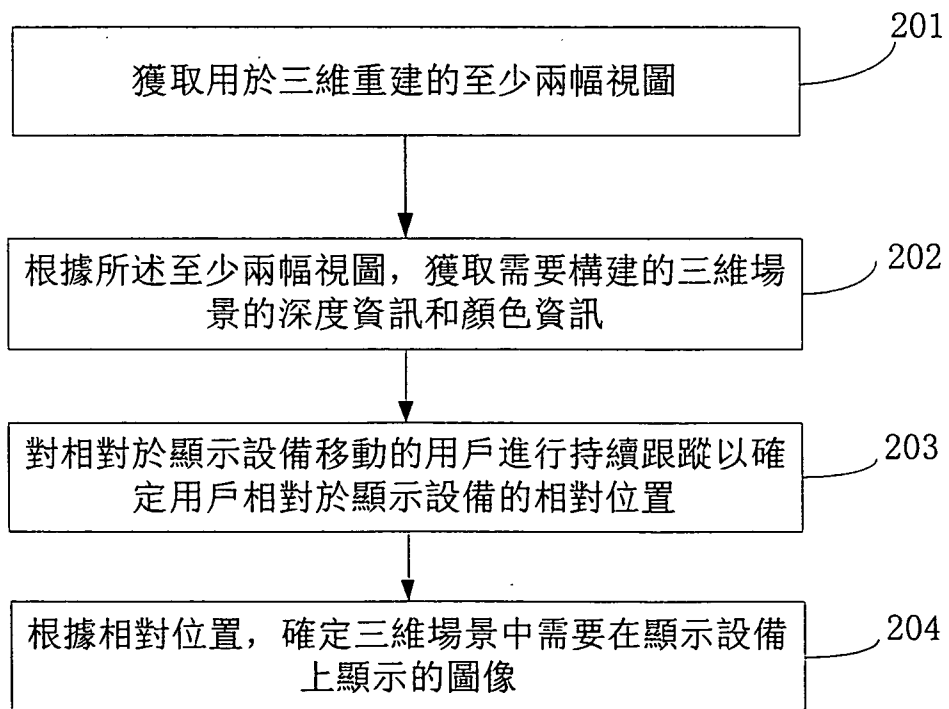 201
獲取用於三維重建的至少兩幅視圖
根據所述至少兩幅視圖，獲取需要構建的三維場
景的深度資訊和顏色資訊
202
對相對於顯示設備移動的用戶進行持續跟蹤以確
定用戶相對於顯示設備的相對位置
203
根據相對位置，確定三維場景中需要在顯示設備
上顯示的圖像
204